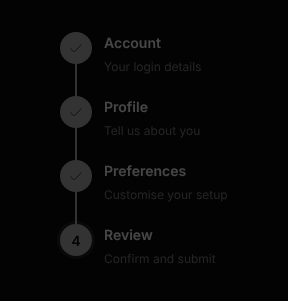 Account
Your login details
Profile
Tell us about you
Preferences
Customise your setup
4
Review
Confirm and submit